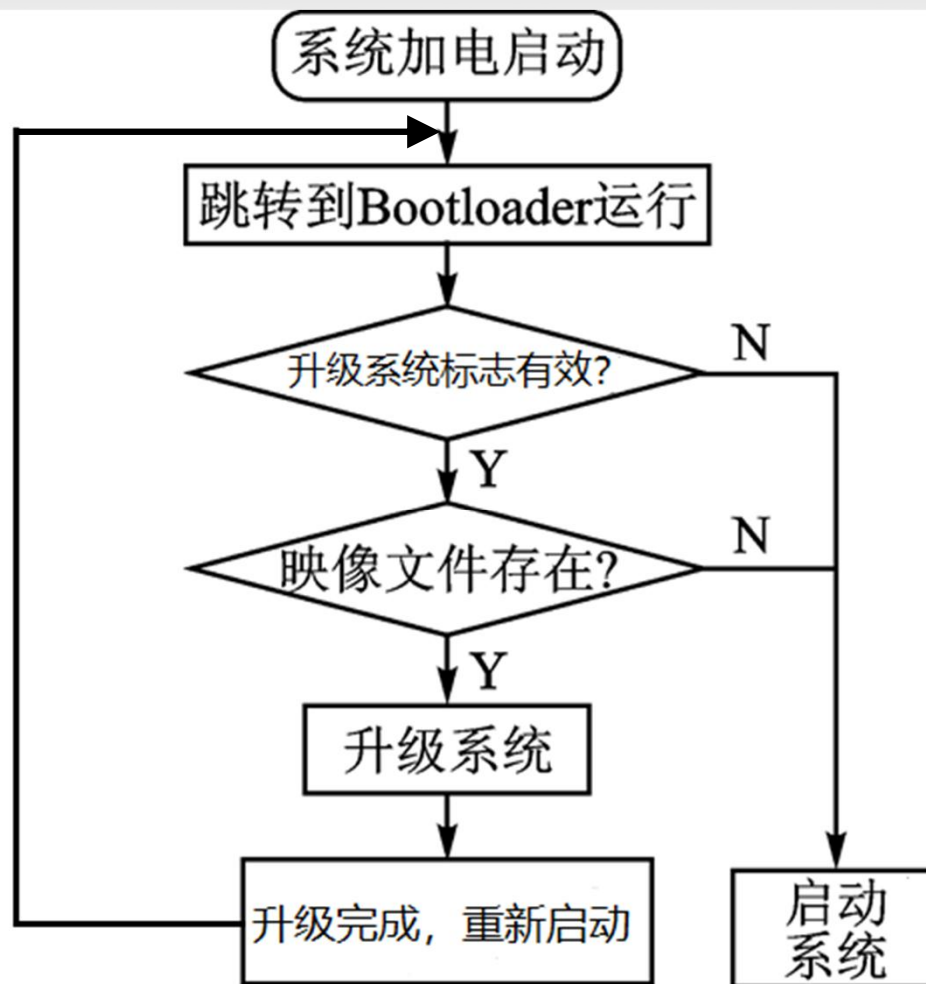 系统加电启动
跳转到Bootloader运行
升级系统标志有效?
N
Y
映像文件存在?
N
Y
升级系统
升级完成，重新启动
启动
系统